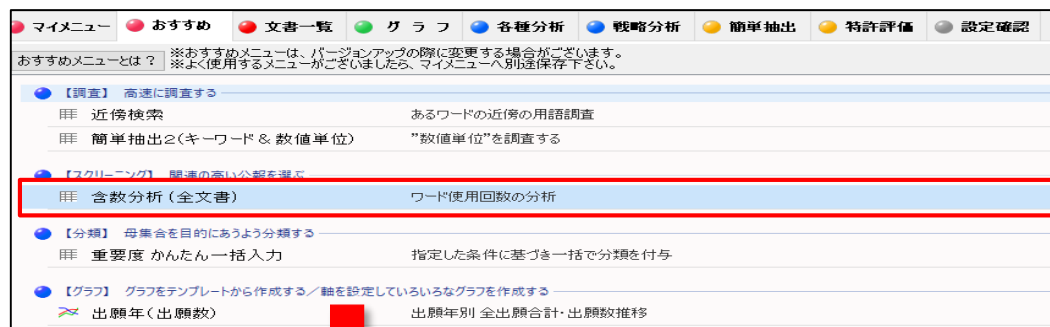 マイメニュー おすすめ 文書一覧 グラフ 各種分析 戦略分析 簡単抽出 特許評価 設定確認
おすすめメニューとは？ ※おすすめメニューは、バージョンアップの際に変更する場合がございます。
※よく使用するメニューがございましたら、マイメニューへ別途保存下さい。
【調査】 高速に調査する
近傍検索 あるワードの近傍の用語調査
簡単抽出2(キーワード & 数値単位) ”数値単位”を調査する
【スクリーニング】 関連の高い公報を選ぶ
含数分析 (全文書) ワード使用回数の分析
【分類】 母集合を目的にあうよう分類する
重要度 かんたん一括入力 指定した条件に基づき一括で分類を付与
【グラフ】 グラフをテンプレートから作成する／軸を設定していろいろなグラフを作成する
出願年(出願数) 出願年別 全出願合計・出願数推移